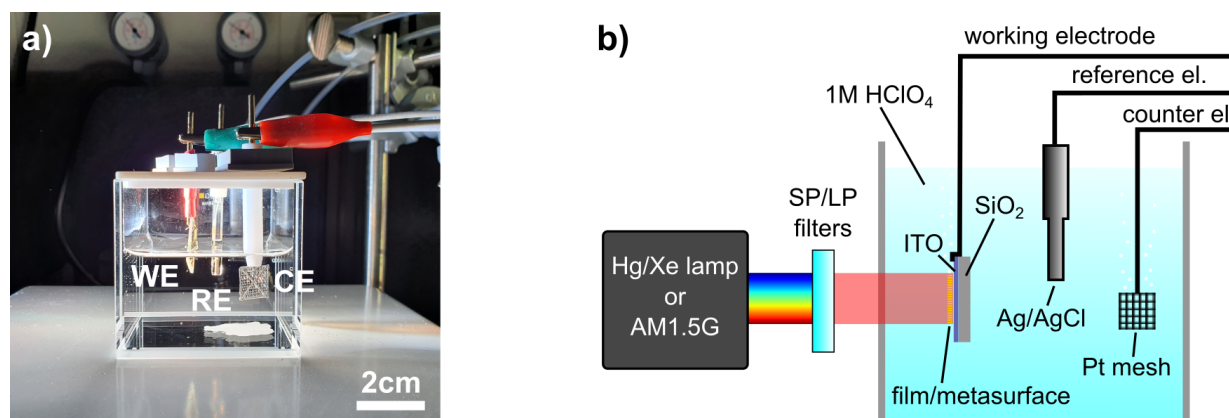 a)
WE
RE
CE
2cm
b)
working electrode
reference el.
counter el
1M HClO₄
SP/LP
filters
SiO₂
ITO
Hg/Xe lamp
or
AM1.5G
Ag/AgCl
Pt mesh
film/metasurface